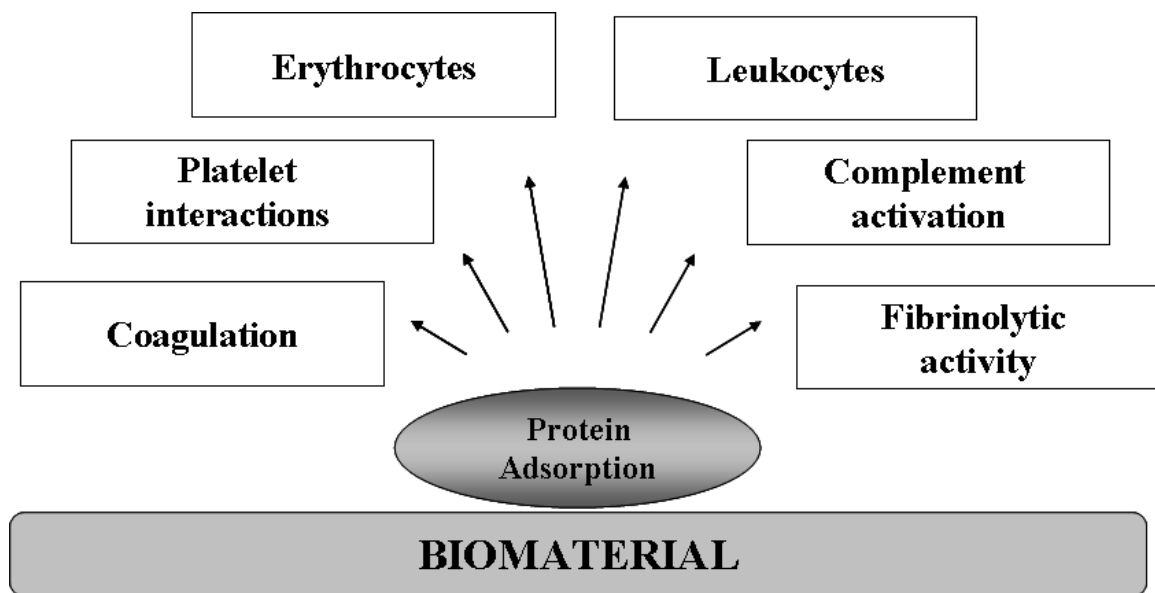 Erythrocytes
Leukocytes
Platelet
interactions
Complement
activation
Coagulation
Fibrinolytic
activity
Protein
Adsorption
BIOMATERIAL